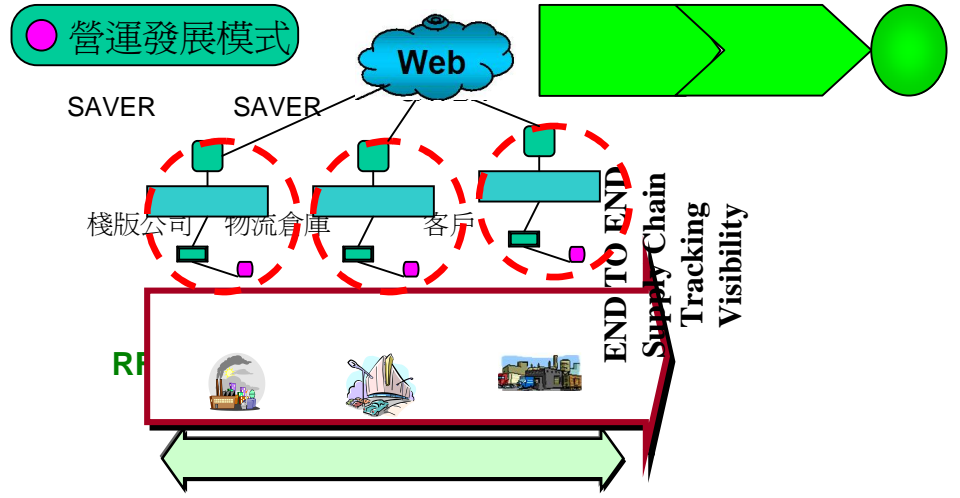 營運發展模式
Web
SAVER
SAVER
棧版公司
物流倉庫
客戶
END TO END
Supply Chain
Tracking
Visibility